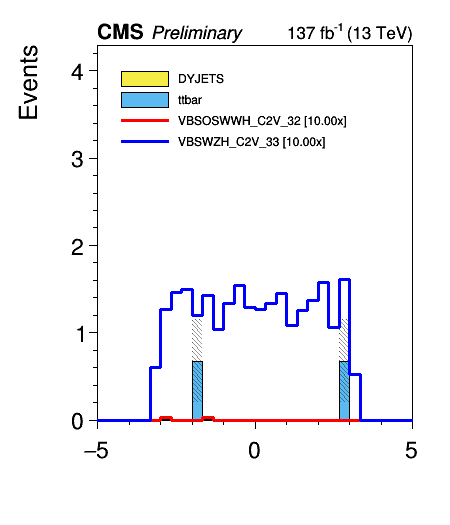 CMS Preliminary 137 fb-1 (13 TeV)
Events
DYJETS
ttbar
VBSOSWWH_C2V_32 [10.00x]
VBSWZH_C2V_33 [10.00x]
4
3
2
1
0
−5 0 5